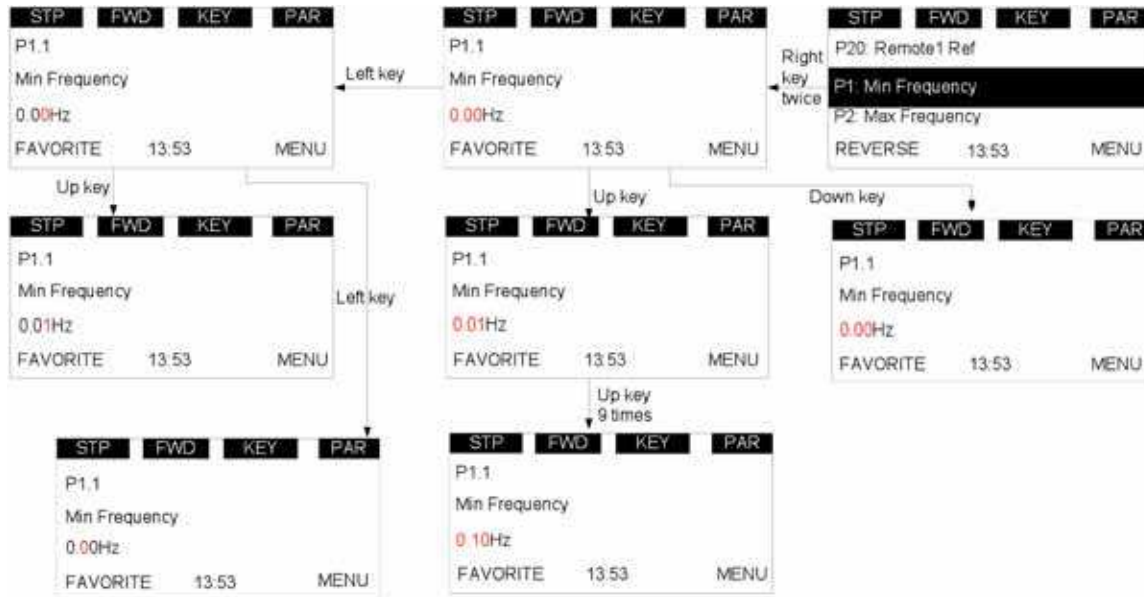 STP FWD KEY PAR
P1.1
Min Frequency
0.00Hz
FAVORITE 13:53 MENU
Left key
STP FWD KEY PAR
P1.1
Min Frequency
0.00Hz
FAVORITE 13:53 MENU
Right
key
twice
STP FWD KEY PAR
P20: Remote1 Ref
P1: Min Frequency
P2: Max Frequency
REVERSE 13:53 MENU
Up key
Up key
Down key
STP FWD KEY PAR
P1.1
Min Frequency
0.01Hz
FAVORITE 13:53 MENU
Left key
STP FWD KEY PAR
P1.1
Min Frequency
0.01Hz
FAVORITE 13:53 MENU
STP FWD KEY PAR
P1.1
Min Frequency
0.00Hz
FAVORITE 13:53 MENU
Up key
9 times
STP FWD KEY PAR
P1.1
Min Frequency
0.00Hz
FAVORITE 13:53 MENU
STP FWD KEY PAR
P1.1
Min Frequency
0.10Hz
FAVORITE 13:53 MENU